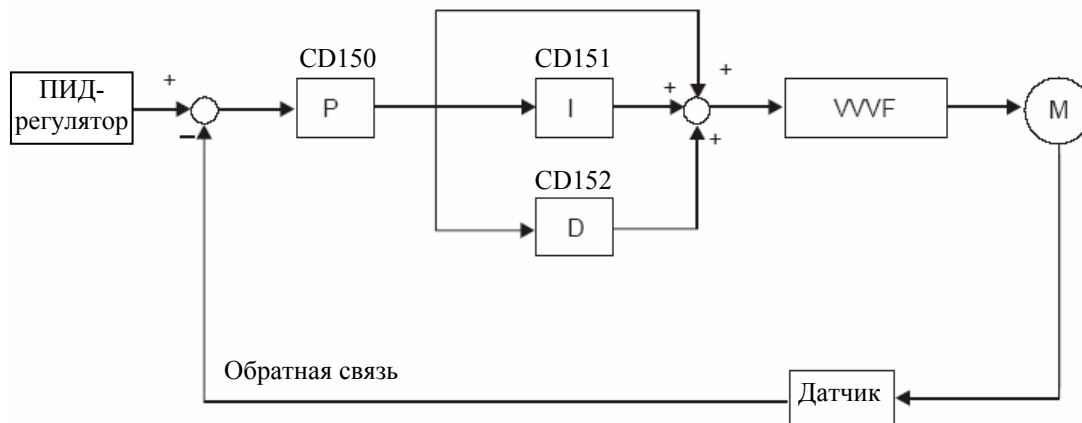 CD150
CD151
+
+
+
ПИД-
регулятор
P
I
VVVF
M
−
+
CD152
D
Обратная связь
Датчик